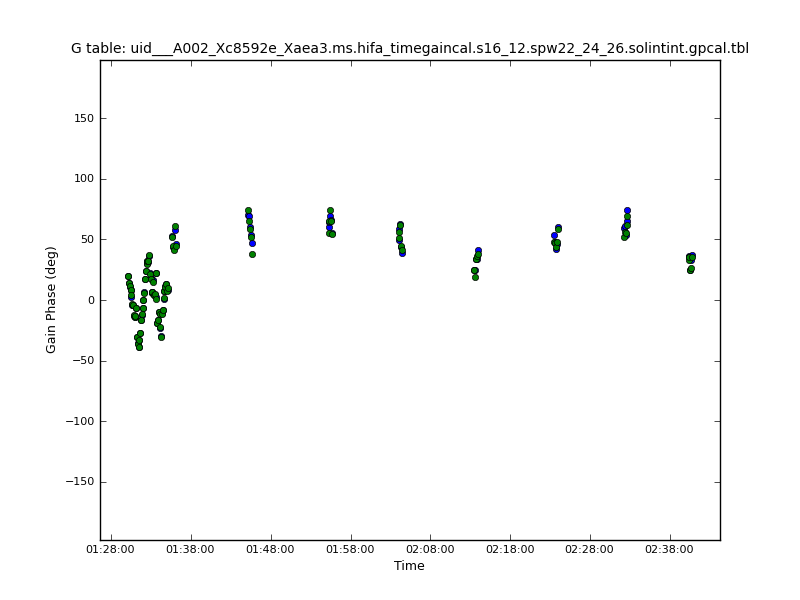 G table: uid___A002_Xc8592e_Xaea3.ms.hifa_timegaincal.s16_12.spw22_24_26.solintint.gpcal.tbl
150
100
50
0
−50
−100
−150
Gain Phase (deg)
01:28:00 01:38:00 01:48:00 01:58:00 02:08:00 02:18:00 02:28:00 02:38:00
Time